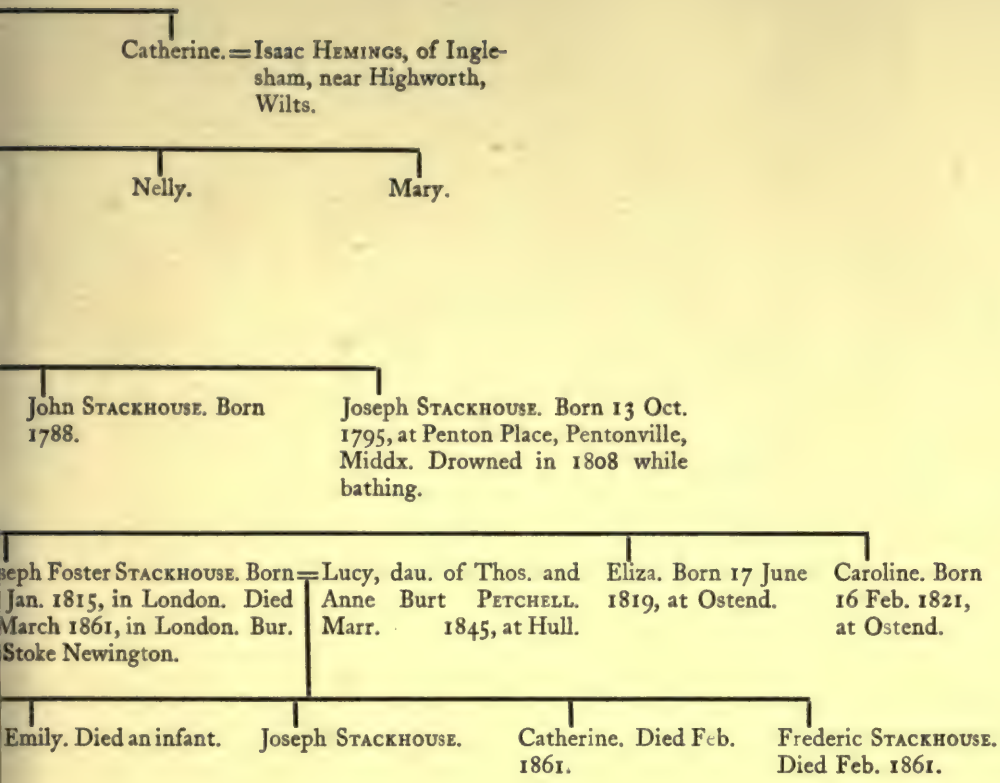 Catherine.=Isaac HEMINGS, of Ingle-
sham, near Highworth,
Wilts.
Nelly.
Mary.
John STACKHOUSE. Born
1788.
Joseph STACKHOUSE. Born 13 Oct.
1795, at Penton Place, Pentonville,
Middx. Drowned in 1808 while
bathing.
seph Foster STACKHOUSE. Born=
Jan. 1815, in London. Died
March 1861, in London. Bur.
Stoke Newington.
Lucy, dau. of Thos. and
Anne Burt PETCHELL.
Marr. 1845, at Hull.
Eliza. Born 17 June
1819, at Ostend.
Caroline. Born
16 Feb. 1821,
at Ostend.
Emily. Died an infant.
Joseph STACKHOUSE.
Catherine. Died Feb.
1861.
Frederic STACKHOUSE.
Died Feb. 1861.